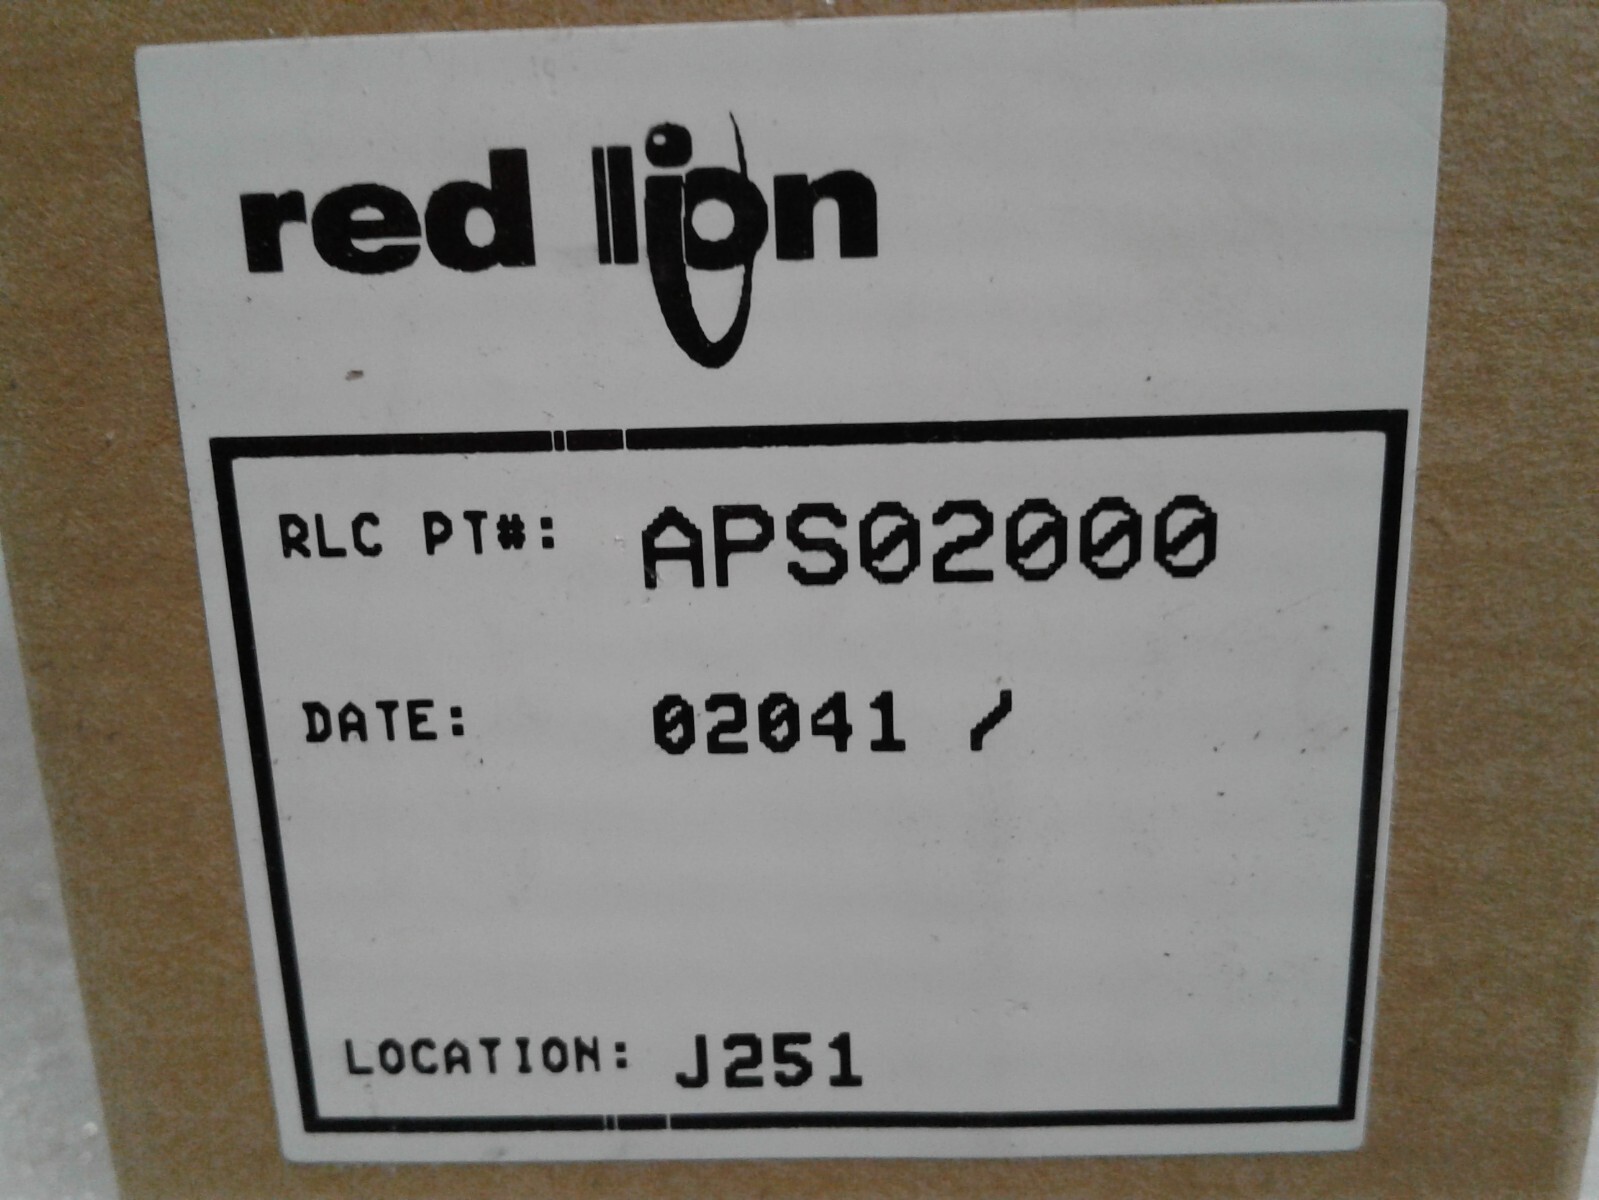 red lion
RLC PT#: APS02000
DATE: 02041 /
LOCATION: J251